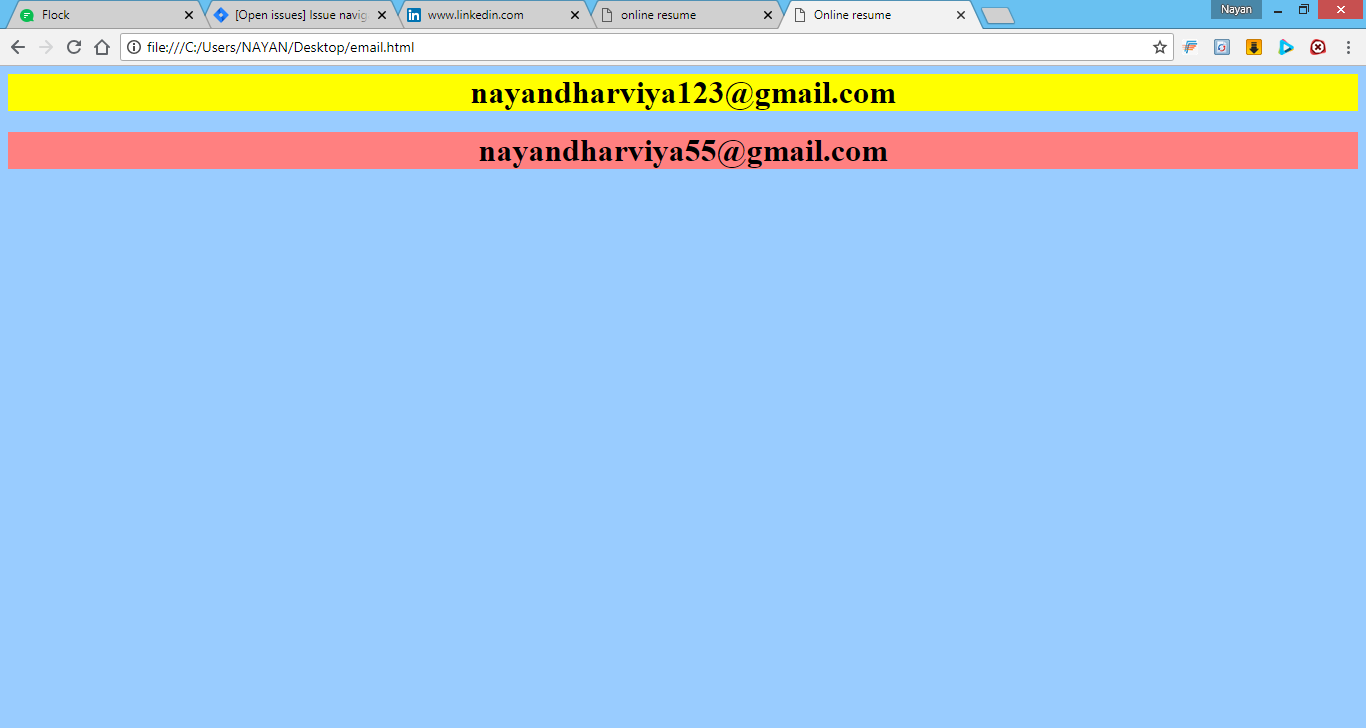 Flock
[Open issues] Issue navig
www.linkedin.com
online resume
Online resume
Nayan
file:///C:/Users/NAYAN/Desktop/email.html
nayandharviya123@gmail.com
nayandharviya55@gmail.com